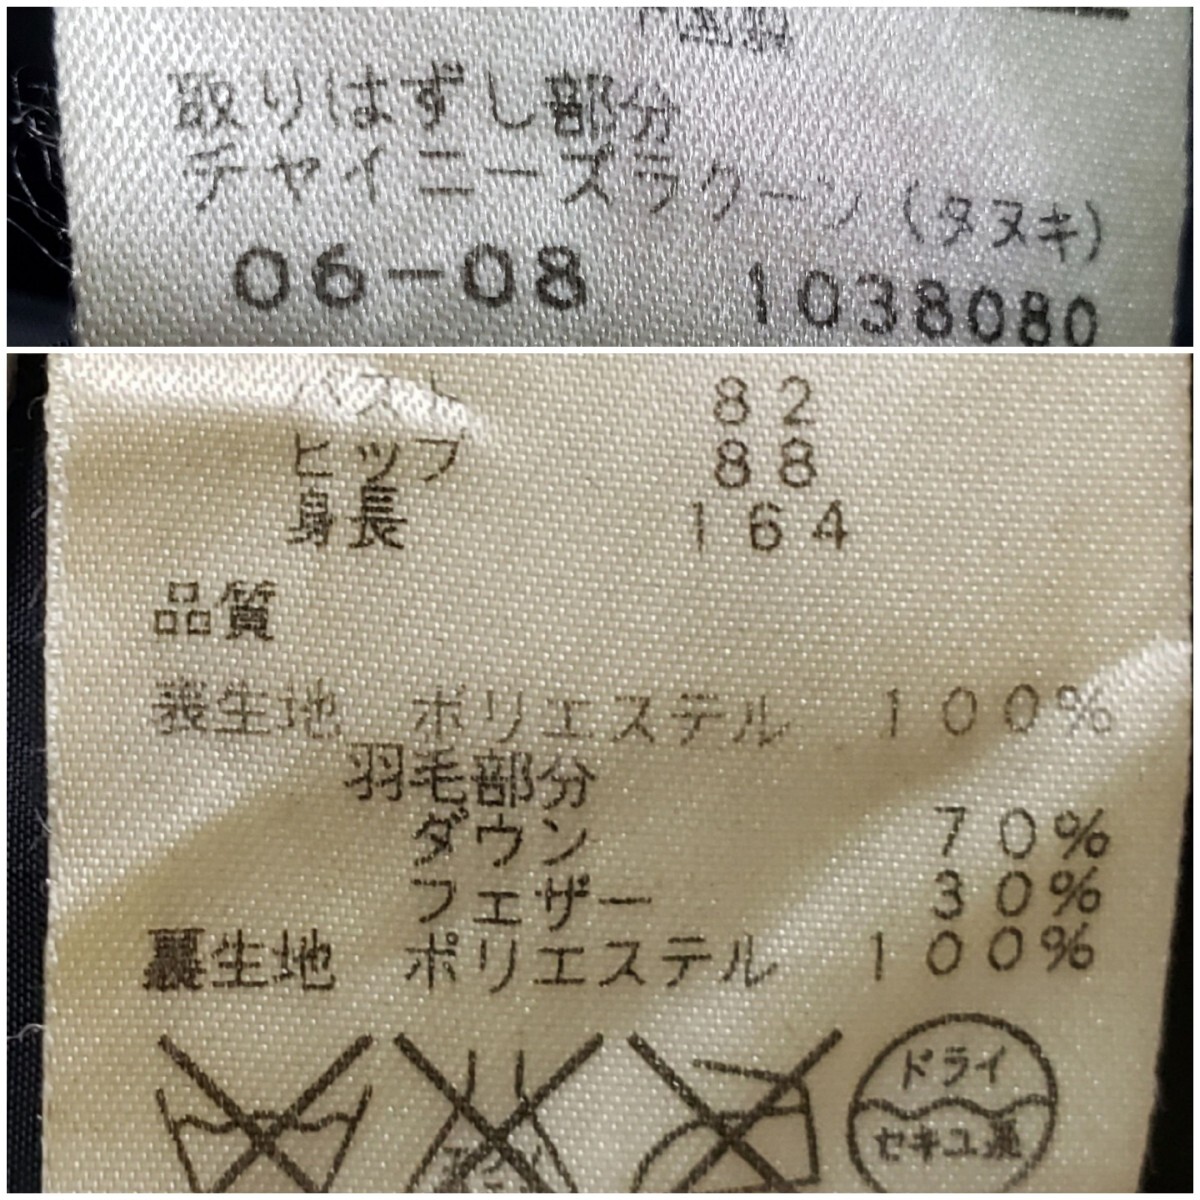 取りはずし部分
チャイニーズラクーン(タヌキ)
06-08 1038080
バスト 82
ヒップ 88
身長 164
品質
表生地 ポリエステル 100%
羽毛部分
ダウン 70%
フェザー 30%
裏生地 ポリエステル 100%
ドライ
セキユ系